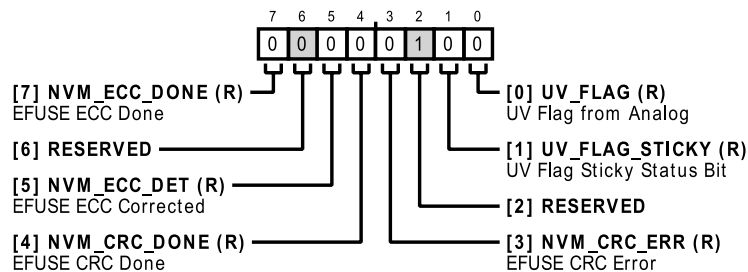 7 6 5 4 3 2 1 0
0 0 0 0 0 1 0 0
[7] NVM_ECC_DONE (R)
EFUSE ECC Done
[6] RESERVED
[5] NVM_ECC_DET (R)
EFUSE ECC Corrected
[4] NVM_CRC_DONE (R)
EFUSE CRC Done
[0] UV_FLAG (R)
UV Flag from Analog
[1] UV_FLAG_STICKY (R)
UV Flag Sticky Status Bit
[2] RESERVED
[3] NVM_CRC_ERR (R)
EFUSE CRC Error